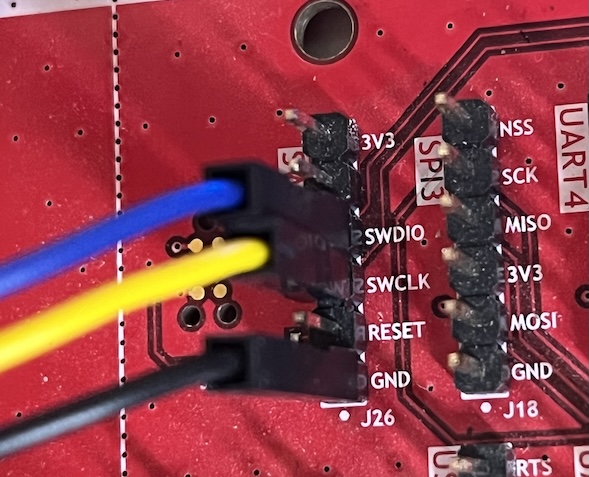 3V3
SWDIO
SWCLK
RESET
GND
J26
SPI3
NSS
SCK
MISO
3V3
MOSI
GND
J18
UART4
RTS